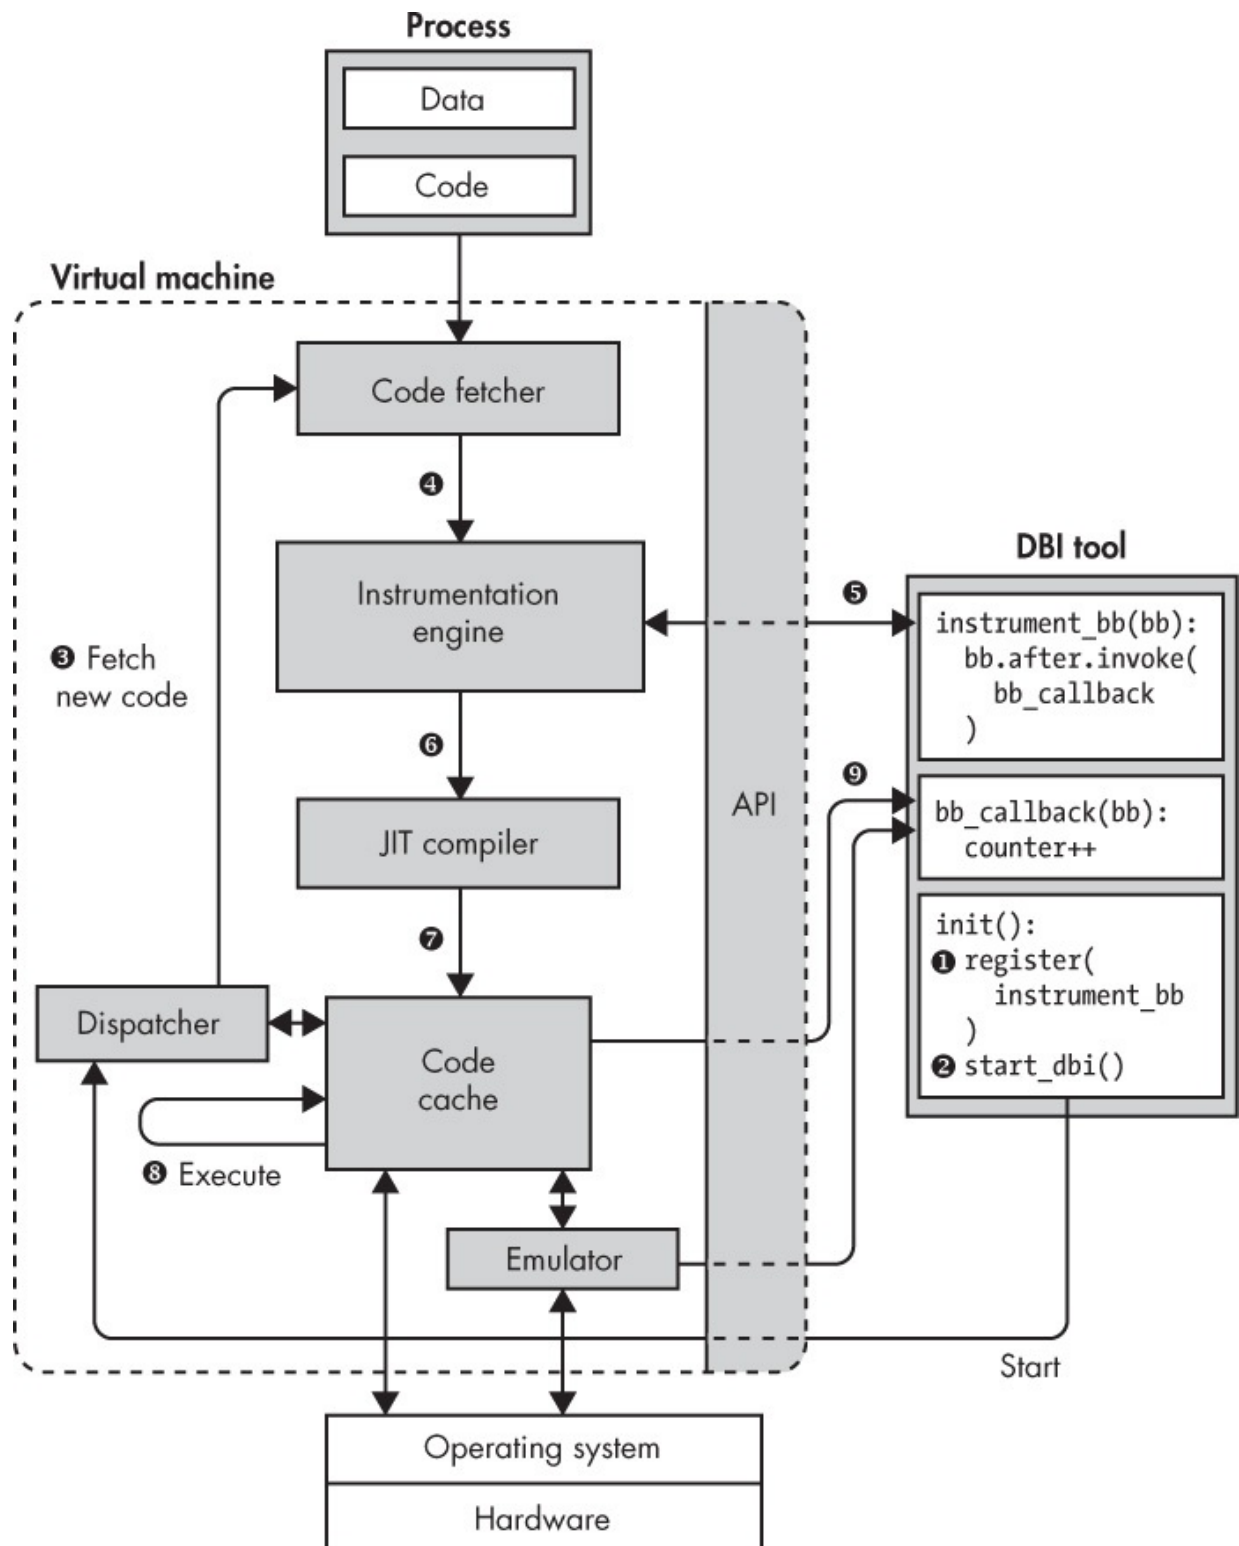 Process
Data
Code
Virtual machine
Code fetcher
❹
Instrumentation
engine
❸ Fetch
new code
❻
JIT compiler
❼
Dispatcher
Code
cache
❽ Execute
Emulator
API
DBI tool
❺
instrument_bb(bb):
bb.after.invoke(
bb_callback
)
❾
bb_callback(bb):
counter++
init():
❶ register(
instrument_bb
)
❷ start_dbi()
Start
Operating system
Hardware